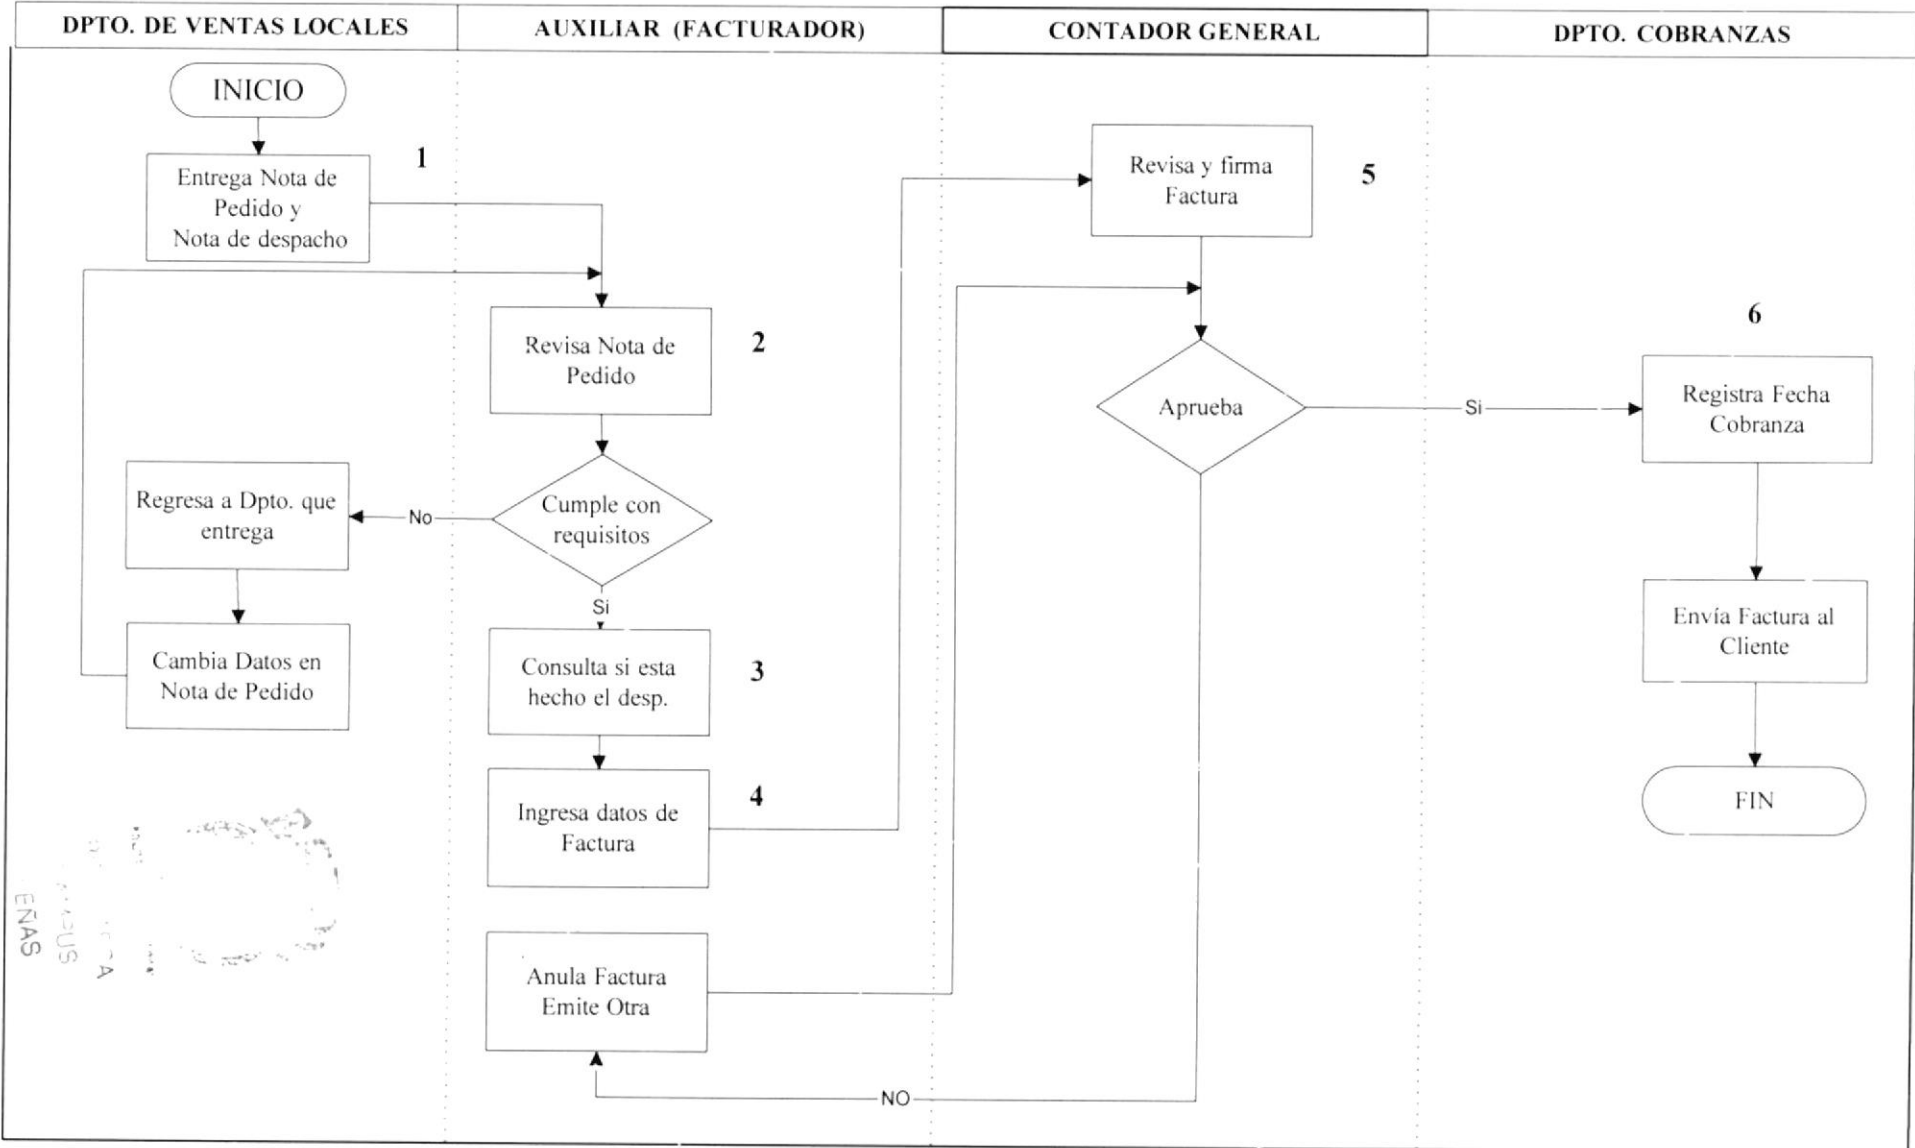 DPTO. DE VENTAS LOCALES
AUXILIAR (FACTURADOR)
CONTADOR GENERAL
DPTO. COBRANZAS
INICIO
1
Entrega Nota de
Pedido y
Nota de despacho
2
Revisa Nota de
Pedido
Cumple con
requisitos
No
Regresa a Dpto. que
entrega
Cambia Datos en
Nota de Pedido
Si
3
Consulta si esta
hecho el desp.
4
Ingresa datos de
Factura
Anula Factura
Emite Otra
5
Revisa y firma
Factura
Aprueba
Si
NO
6
Registra Fecha
Cobranza
Envía Factura al
Cliente
FIN
EÑAS